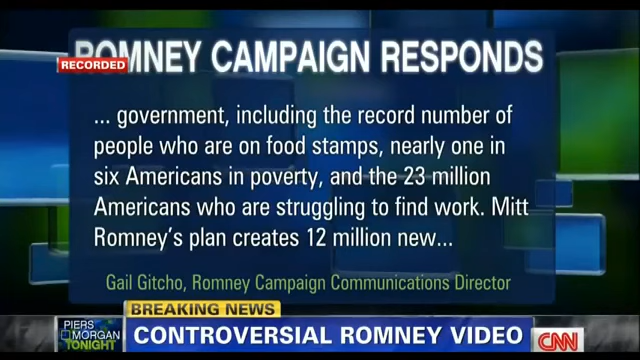 ROMNEY CAMPAIGN RESPONDS
RECORDED
... government, including the record number of
people who are on food stamps, nearly one in
six Americans in poverty, and the 23 million
Americans who are struggling to find work. Mitt
Romney's plan creates 12 million new...
Gail Gitcho, Romney Campaign Communications Director
BREAKING NEWS
PIERS
MORGAN
TONIGHT
CONTROVERSIAL ROMNEY VIDEO
CNN